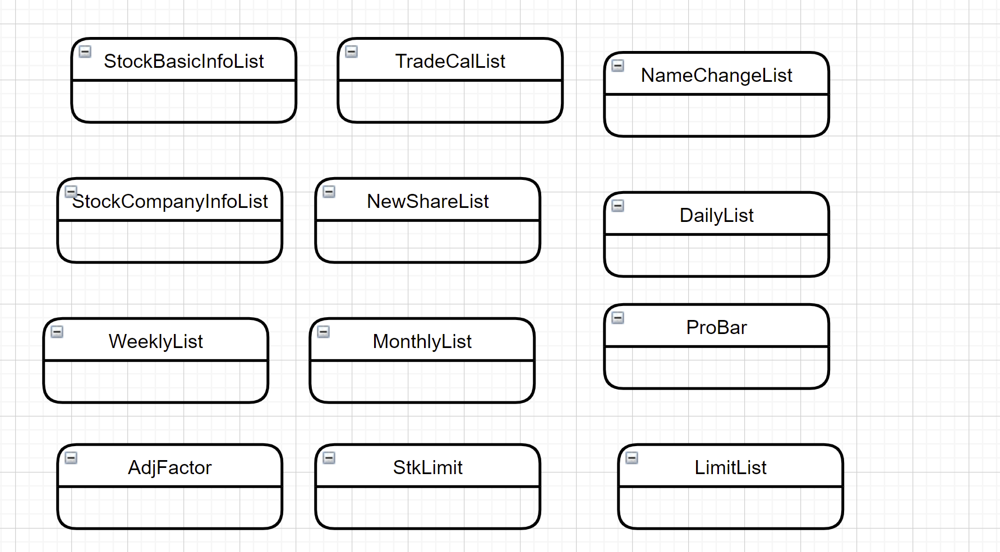 StockBasicInfoList
TradeCalList
NameChangeList
StockCompanyInfoList
NewShareList
DailyList
WeeklyList
MonthlyList
ProBar
AdjFactor
StkLimit
LimitList